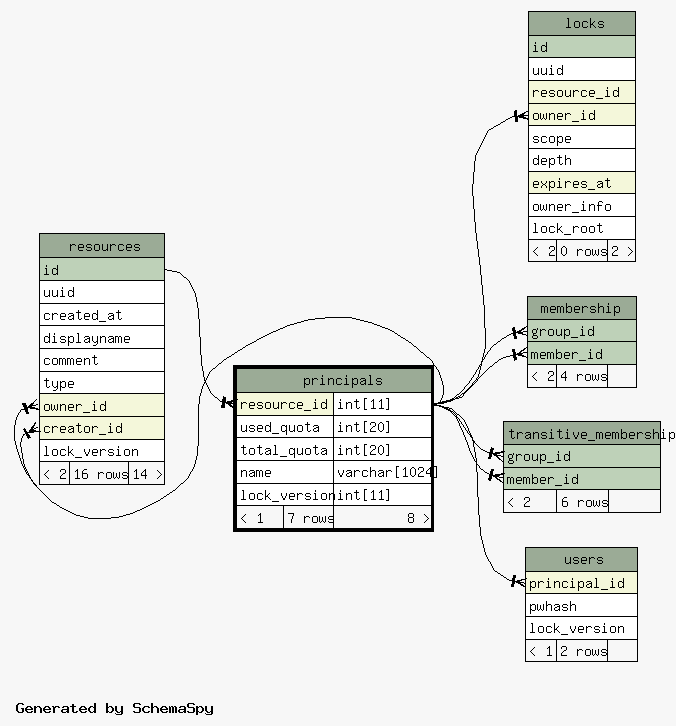 locks
id
uuid
resource_id
owner_id
scope
depth
expires_at
owner_info
lock_root
< 2 0 rows 2 >
resources
id
uuid
created_at
displayname
comment
type
owner_id
creator_id
lock_version
< 2 16 rows 14 >
membership
group_id
member_id
< 2 4 rows
principals
resource_id int[11]
used_quota int[20]
total_quota int[20]
name varchar[1024]
lock_version int[11]
< 1 7 rows 8 >
transitive_membership
group_id
member_id
< 2 6 rows
users
principal_id
pwhash
lock_version
< 1 2 rows
Generated by SchemaSpy